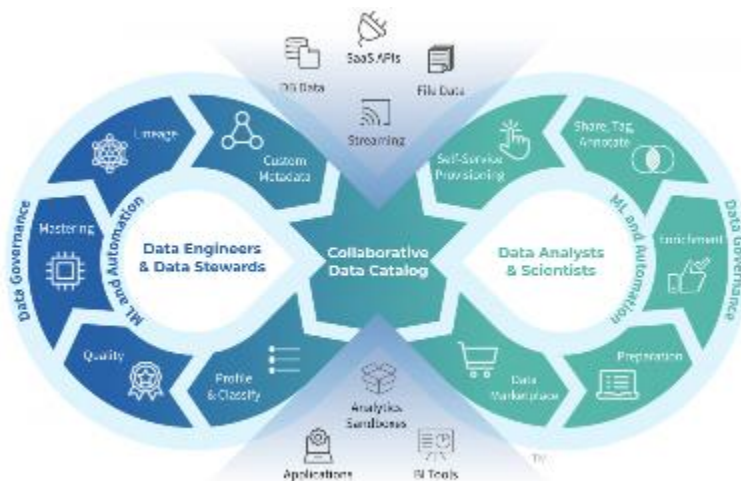 SaaS APIs
DB Data
File Data
Streaming
Lineage
Custom
Metadata
Self-Service
Provisioning
Share, Tag,
Annotate
Data Governance
Mastering
ML and Automation
Data Engineers
& Data Stewards
Collaborative
Data Catalog
Data Analysts
& Scientists
ML and Automation
Enrichment
Data Governance
Quality
Profile
& Classify
Data
Marketplace
Preparation
Analytics
Sandboxes
Applications
BI Tools
TM